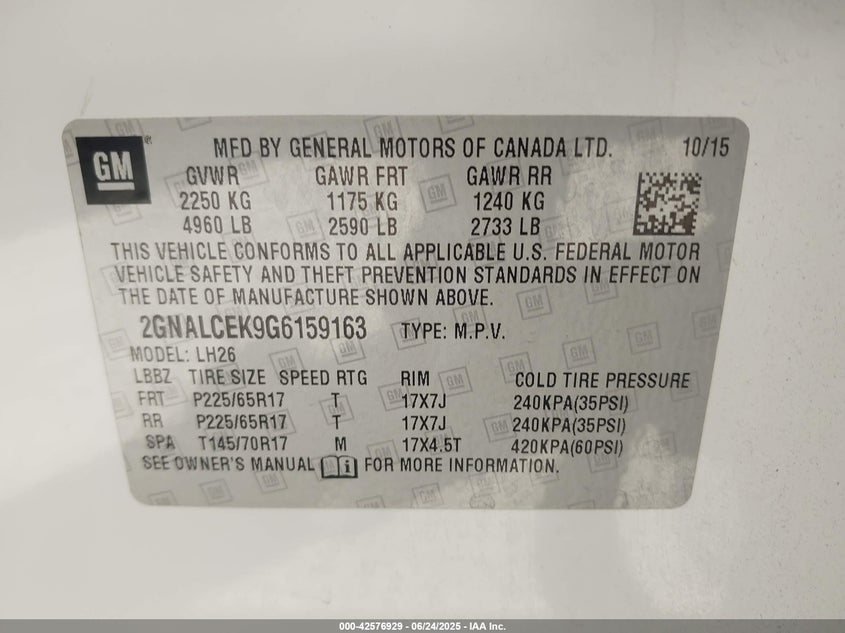 GM
MFD BY GENERAL MOTORS OF CANADA LTD. 10/15
GVWR GAWR FRT GAWR RR
2250 KG 1175 KG 1240 KG
4960 LB 2590 LB 2733 LB
THIS VEHICLE CONFORMS TO ALL APPLICABLE U.S. FEDERAL MOTOR
VEHICLE SAFETY AND THEFT PREVENTION STANDARDS IN EFFECT ON
THE DATE OF MANUFACTURE SHOWN ABOVE.
2GNALCEK9G6159163 TYPE: M.P.V.
MODEL: LH26
LBBZ TIRE SIZE SPEED RTG RIM COLD TIRE PRESSURE
FRT P225/65R17 T 17X7J 240KPA(35PSI)
RR P225/65R17 T 17X7J 240KPA(35PSI)
SPA T145/70R17 M 17X4.5T 420KPA(60PSI)
SEE OWNER'S MANUAL FOR MORE INFORMATION.
000-42576929 - 06/24/2025 - IAA Inc.